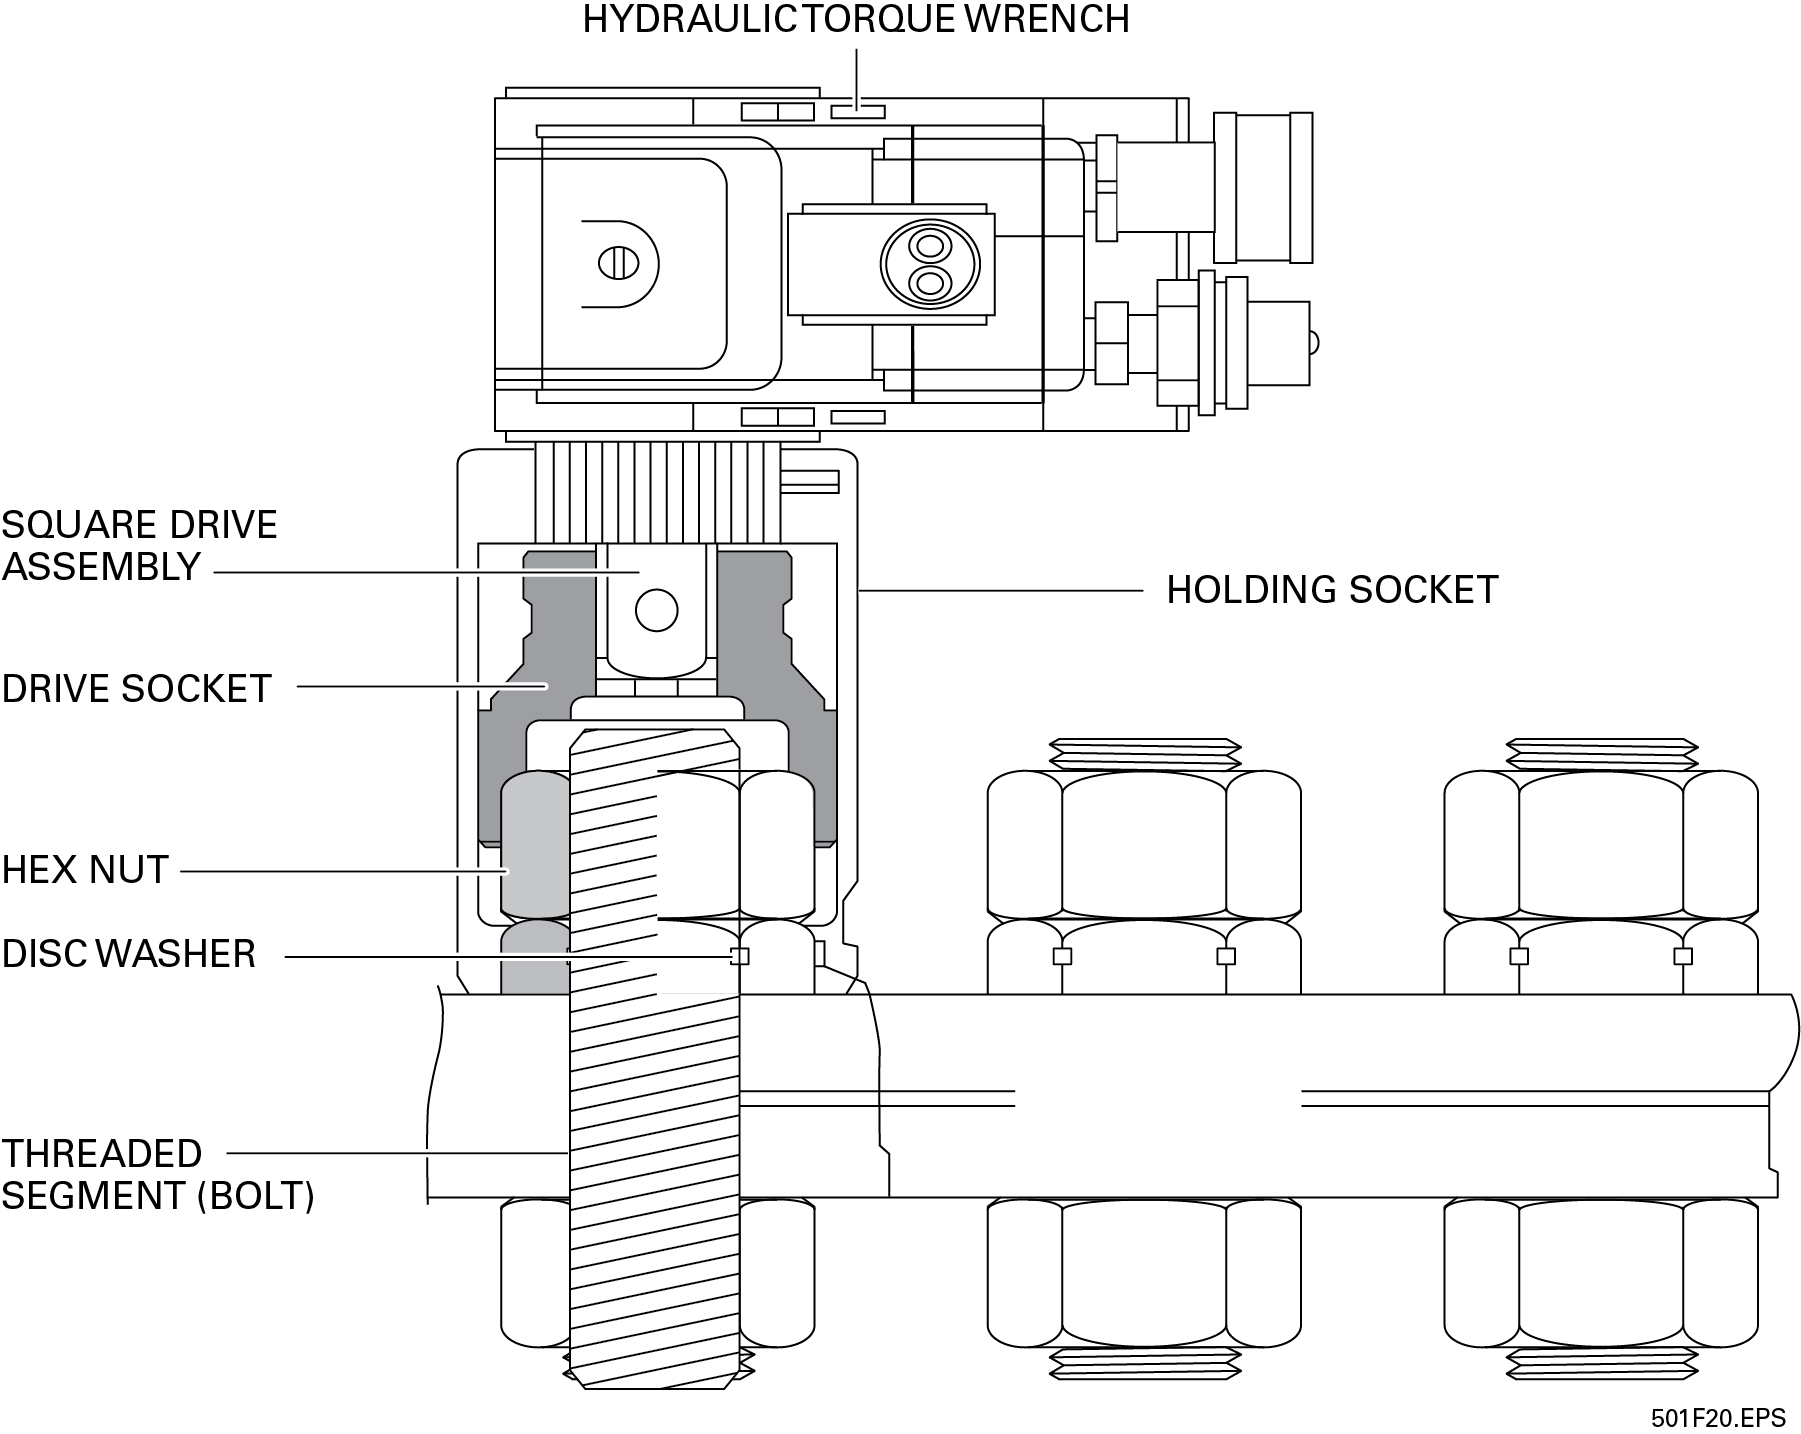 HYDRAULIC TORQUE WRENCH
SQUARE DRIVE
ASSEMBLY
HOLDING SOCKET
DRIVE SOCKET
HEX NUT
DISC WASHER
THREADED
SEGMENT (BOLT)
501F20.EPS